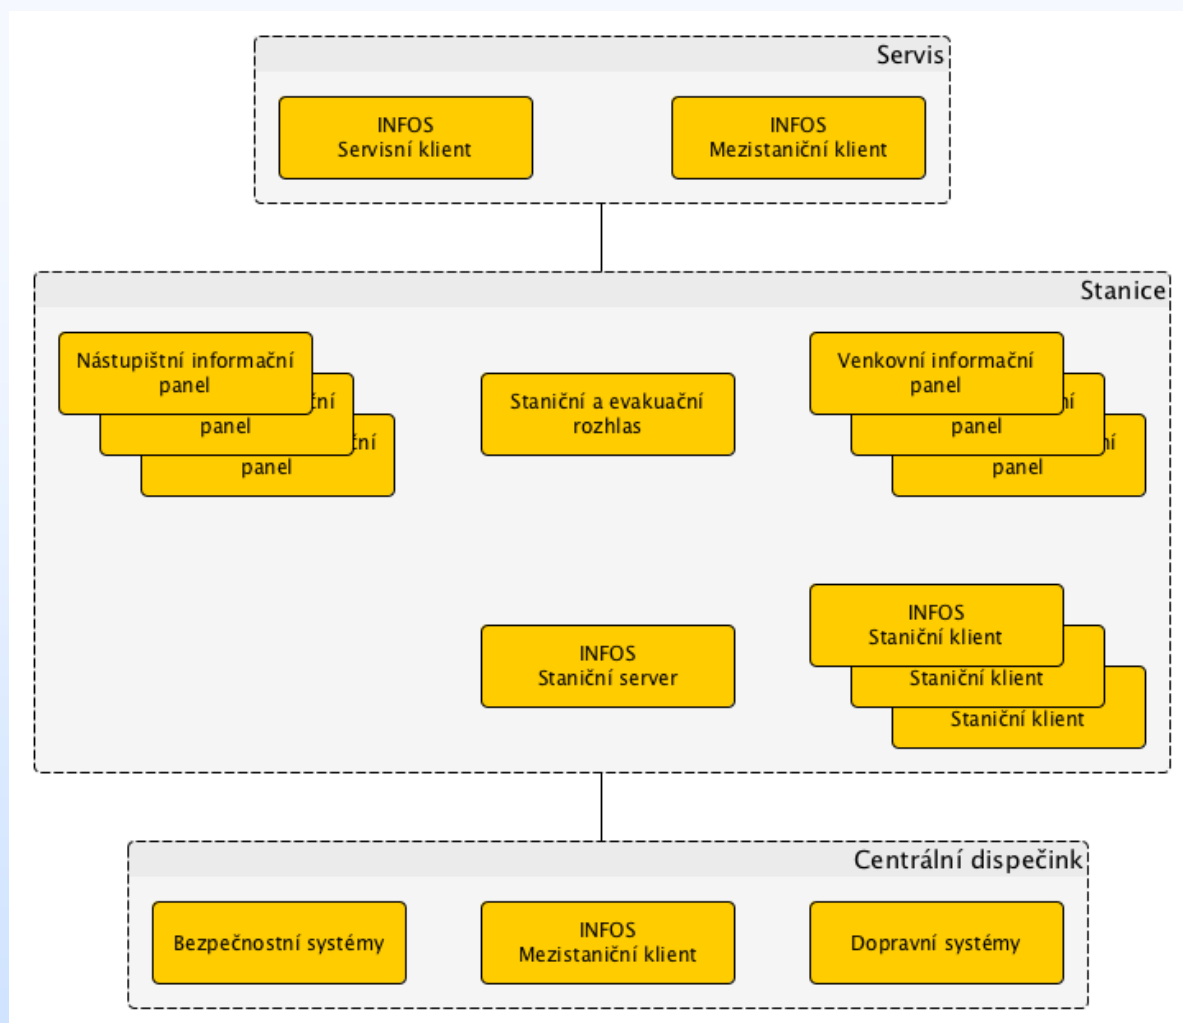 Servis
INFOS
Servisní klient
INFOS
Mezistaniční klient
Stanice
Nástupištní informační
panel
panel
panel
Staniční a evakuační
rozhlas
Venkovní informační
panel
panel
panel
INFOS
Staniční server
INFOS
Staniční klient
Staniční klient
Staniční klient
Centrální dispečink
Bezpečnostní systémy
INFOS
Mezistaniční klient
Dopravní systémy